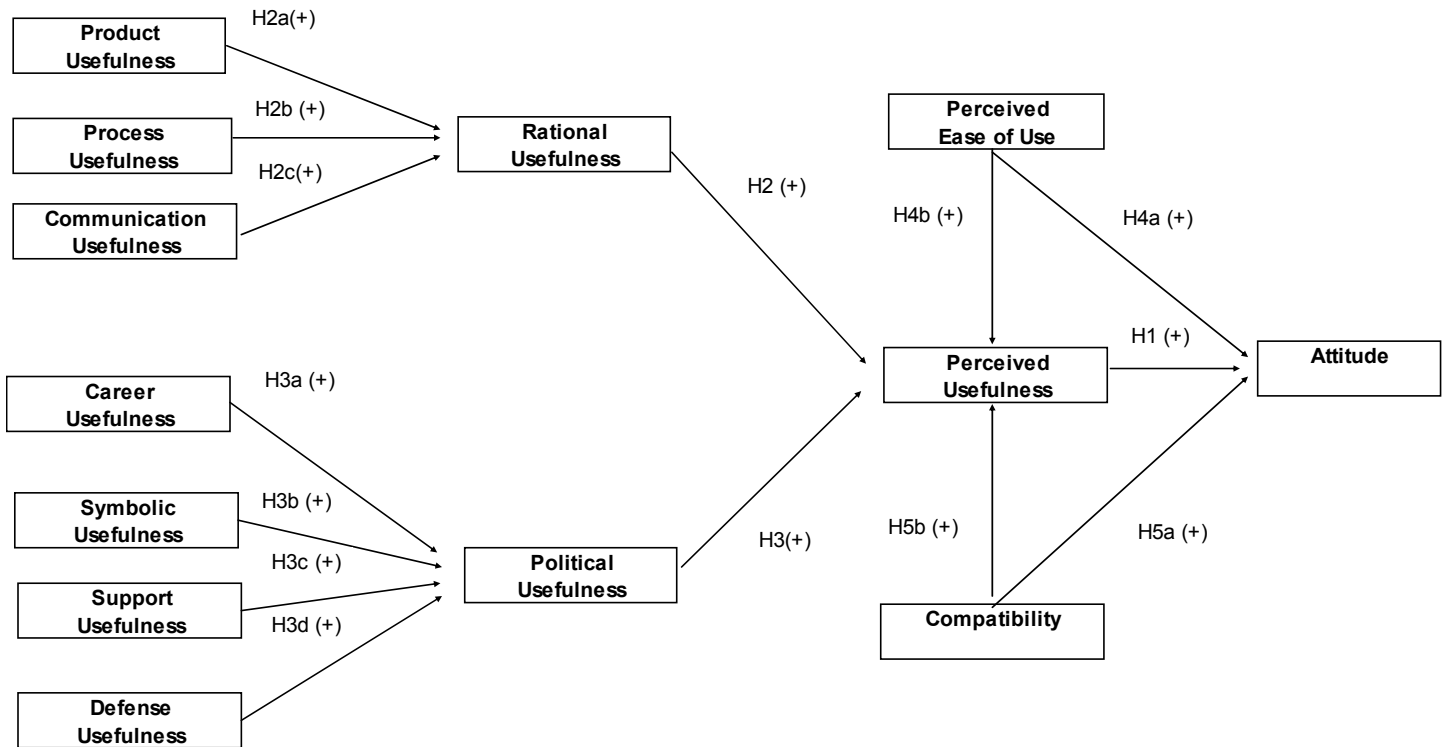 Product
Usefulness
H2a(+)
H2b (+)
Process
Usefulness
H2c(+)
Communication
Usefulness
Rational
Usefulness
H2 (+)
Perceived
Ease of Use
H4b (+)
H4a (+)
H1 (+)
Perceived
Usefulness
Attitude
Career
Usefulness
H3a (+)
Symbolic
Usefulness
H3b (+)
H3c (+)
Support
Usefulness
H3d (+)
Defense
Usefulness
Political
Usefulness
H3(+)
H5b (+)
H5a (+)
Compatibility